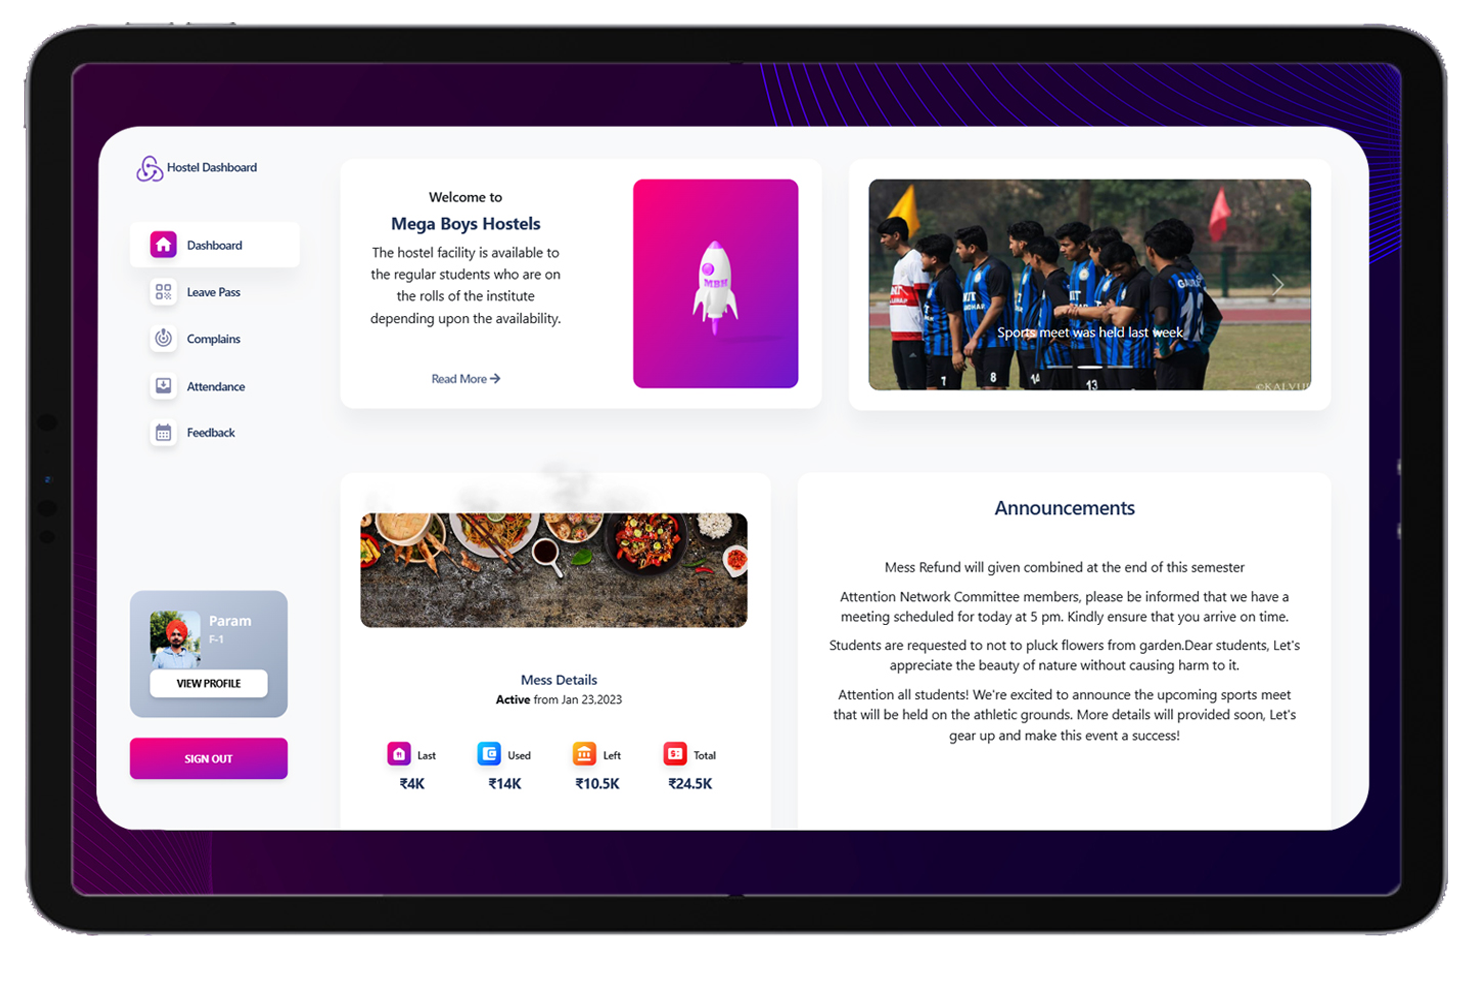 Hostel Dashboard
Dashboard
Leave Pass
Complains
Attendance
Feedback
Param
F-1
VIEW PROFILE
SIGN OUT
Welcome to
Mega Boys Hostels
The hostel facility is available to
the regular students who are on
the rolls of the institute
depending upon the availability.
Read More
MBH
Sports meet was held last week
7
8
14
13
Mess Details
Active from Jan 23,2023
Last
Used
Left
Total
₹4K
₹14K
₹10.5K
₹24.5K
Announcements
Mess Refund will given combined at the end of this semester
Attention Network Committee members, please be informed that we have a
meeting scheduled for today at 5 pm. Kindly ensure that you arrive on time.
Students are requested to not to pluck flowers from garden.Dear students, Let's
appreciate the beauty of nature without causing harm to it.
Attention all students! We're excited to announce the upcoming sports meet
that will be held on the athletic grounds. More details will provided soon, Let's
gear up and make this event a success!